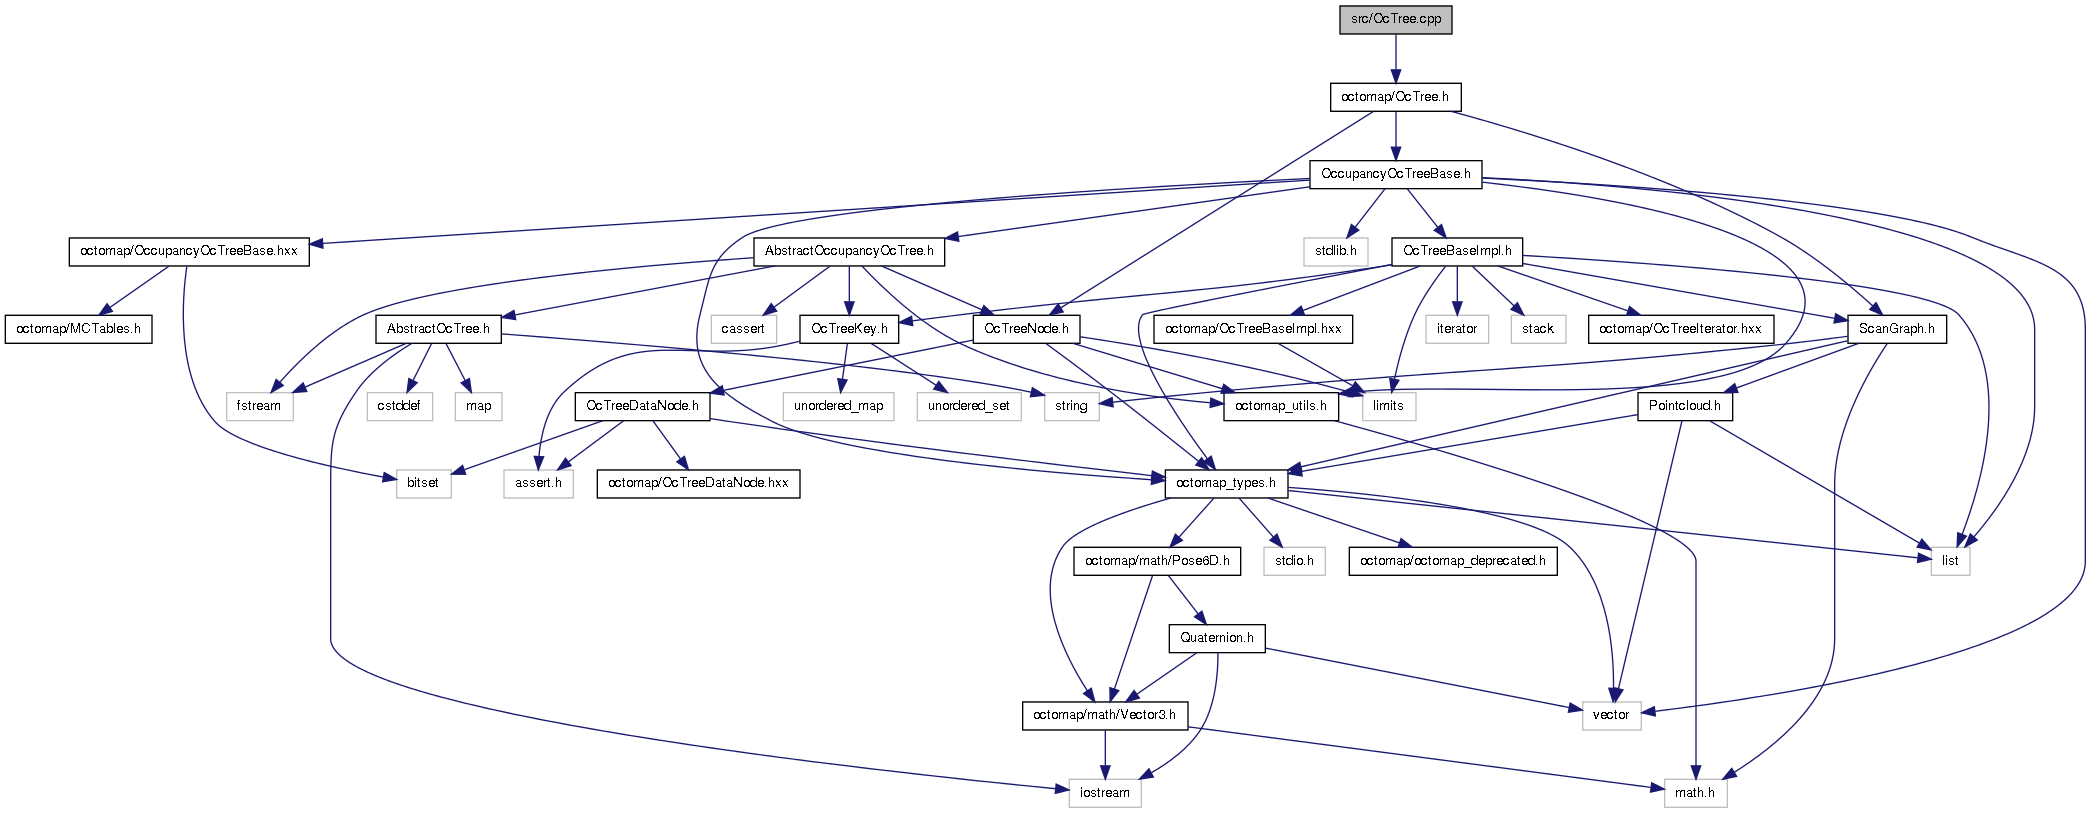 src/OcTree.cpp
octomap/OcTree.h
OccupancyOcTreeBase.h
octomap/OccupancyOcTreeBase.hxx
AbstractOccupancyOcTree.h
stdlib.h
OcTreeBaseImpl.h
octomap/MCTables.h
AbstractOcTree.h
cassert
OcTreeKey.h
OcTreeNode.h
octomap/OcTreeBaseImpl.hxx
iterator
stack
octomap/OcTreeIterator.hxx
ScanGraph.h
fstream
cstddef
map
OcTreeDataNode.h
unordered_map
unordered_set
string
octomap_utils.h
limits
Pointcloud.h
bitset
assert.h
octomap/OcTreeDataNode.hxx
octomap_types.h
octomap/math/Pose6D.h
stdio.h
octomap/octomap_deprecated.h
list
Quaternion.h
octomap/math/Vector3.h
vector
iostream
math.h